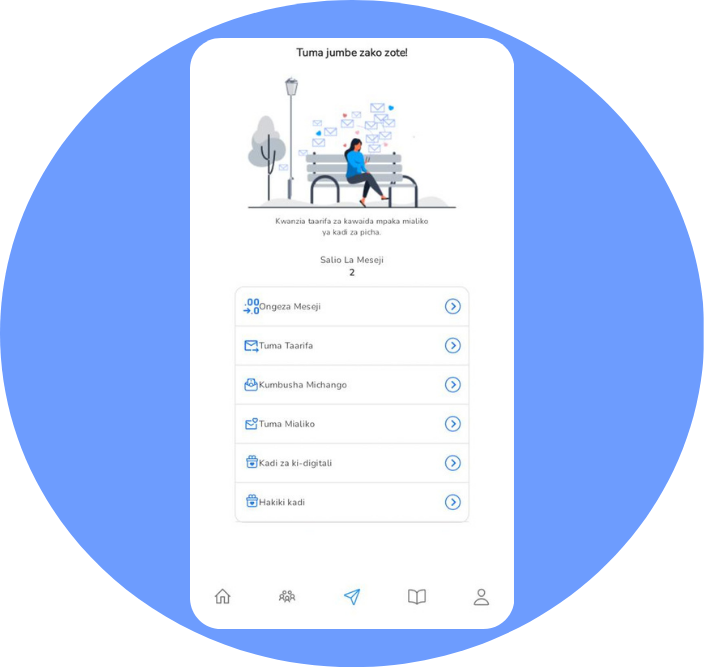 Tuma jumbe zako zote!
Kwanzia taarifa za kawaida mpaka mialiko
ya kadi za picha.
Salio La Meseji
2
.00
→.0
Ongeza Meseji
Tuma Taarifa
Kumbusha Michango
Tuma Mialiko
Kadi za ki-digitali
Hakiki kadi